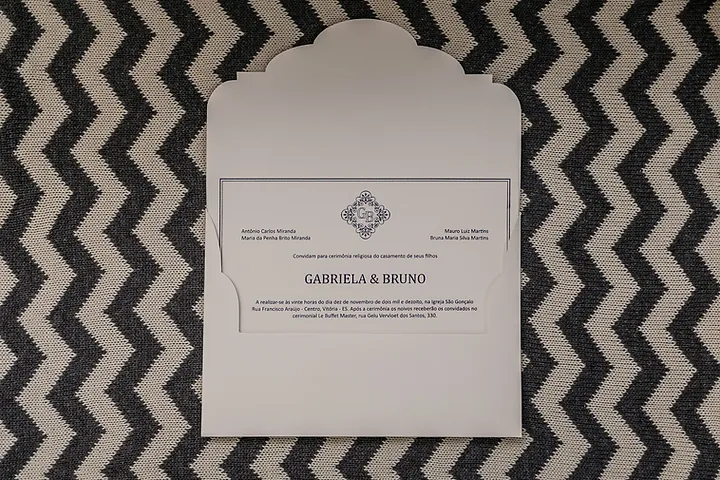 GB
Antônio Carlos Miranda
Maria da Penha Brito Miranda
Mauro Luiz Martins
Bruna Maria Silva Martins
Convidam para cerimônia religiosa do casamento de seus filhos
GABRIELA & BRUNO
A realizar-se às vinte horas do dia dez de novembro de dois mil e dezoito, na Igreja São Gonçalo
Rua Francisco Araújo - Centro, Vitória - ES. Após a cerimônia os noivos receberão os convidados no
cerimonial Le Buffet Master, rua Gelu Vervloet dos Santos, 330.